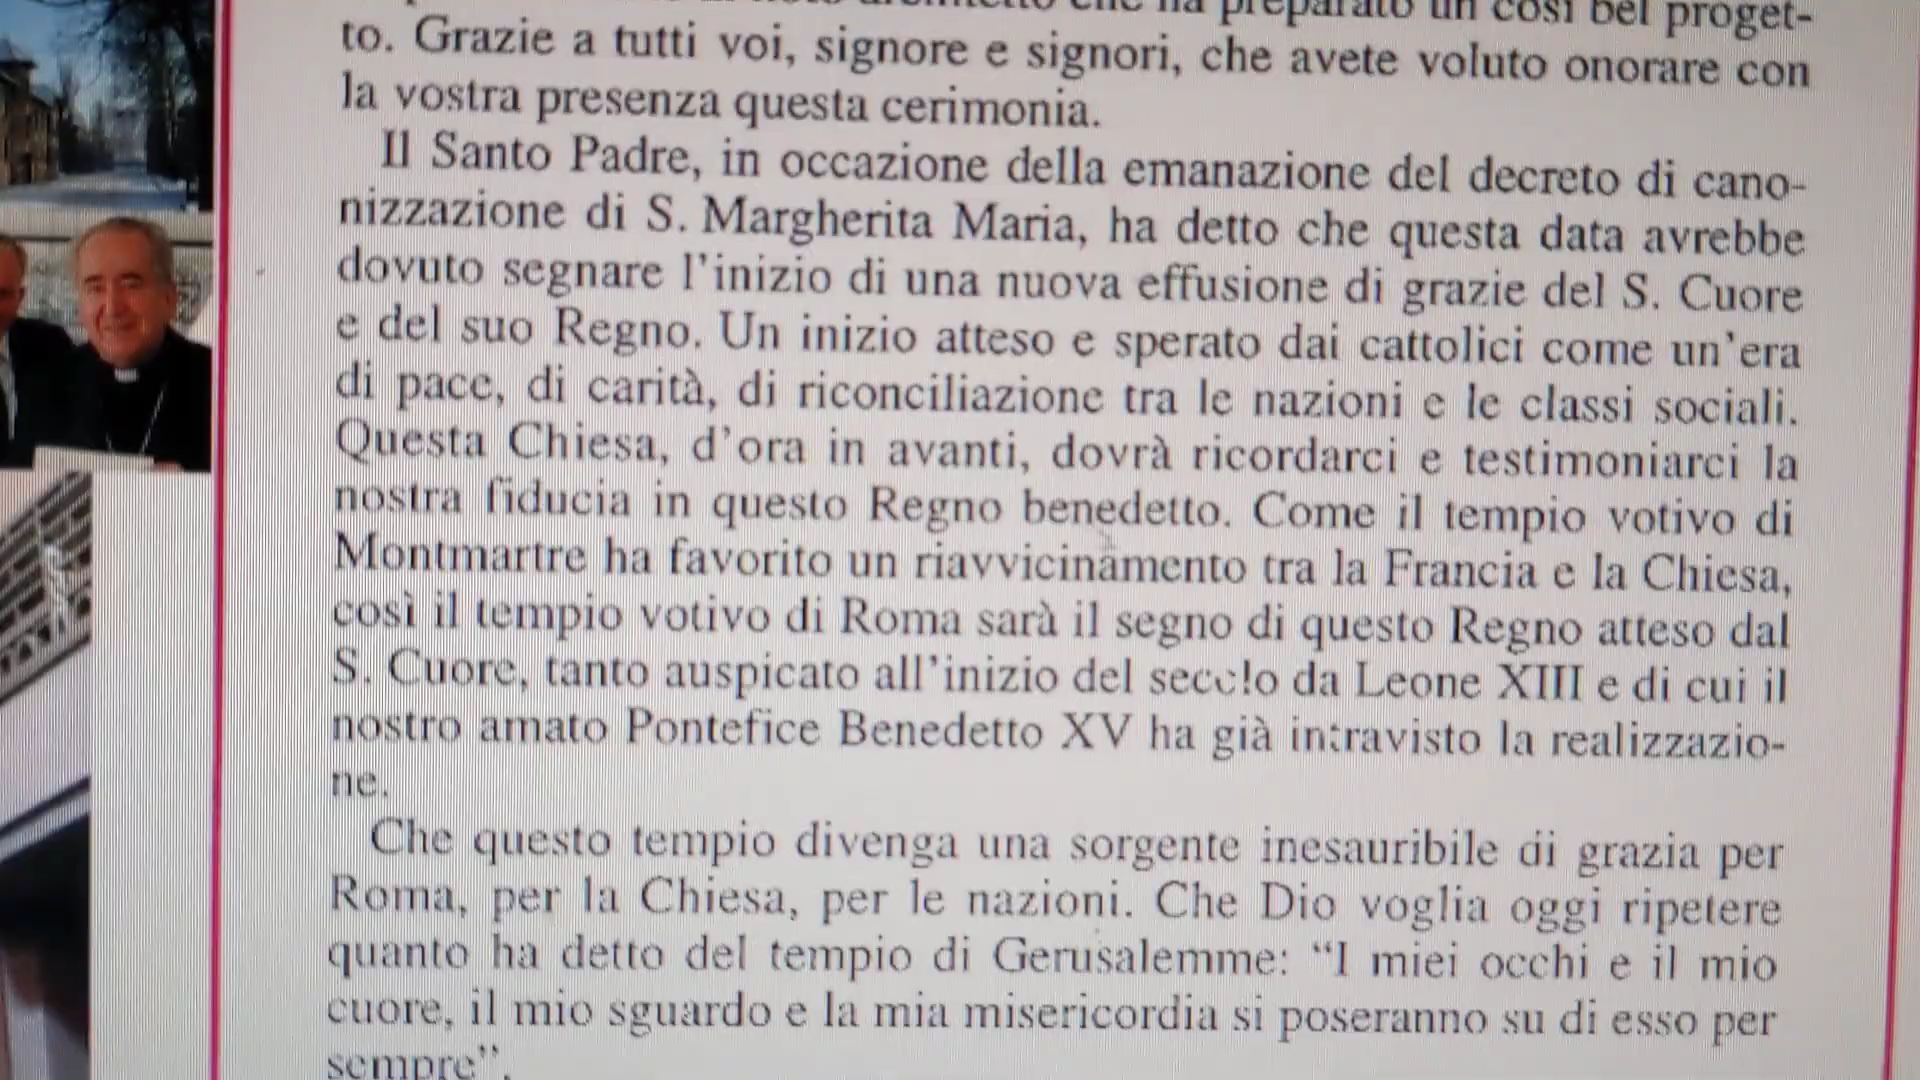 che ha preparato un così bel proget-
to. Grazie a tutti voi, signore e signori, che avete voluto onorare con
la vostra presenza questa cerimonia.
Il Santo Padre, in occazione della emanazione del decreto di cano-
nizzazione di S. Margherita Maria, ha detto che questa data avrebbe
dovuto segnare l'inizio di una nuova effusione di grazie del S. Cuore
e del suo Regno. Un inizio atteso e sperato dai cattolici come un'era
di pace, di carità, di riconciliazione tra le nazioni e le classi sociali.
Questa Chiesa, d'ora in avanti, dovrà ricordarci e testimoniarci la
nostra fiducia in questo Regno benedetto. Come il tempio votivo di
Montmartre ha favorito un riavvicinamento tra la Francia e la Chiesa,
così il tempio votivo di Roma sarà il segno di questo Regno atteso dal
S. Cuore, tanto auspicato all'inizio del secolo da Leone XIII e di cui il
nostro amato Pontefice Benedetto XV ha già intravisto la realizzazio-
ne.
Che questo tempio divenga una sorgente inesauribile di grazia per
Roma, per la Chiesa, per le nazioni. Che Dio voglia oggi ripetere
quanto ha detto del tempio di Gerusalemme: “I miei occhi e il mio
cuore, il mio sguardo e la mia misericordia si poseranno su di esso per
sempre”.